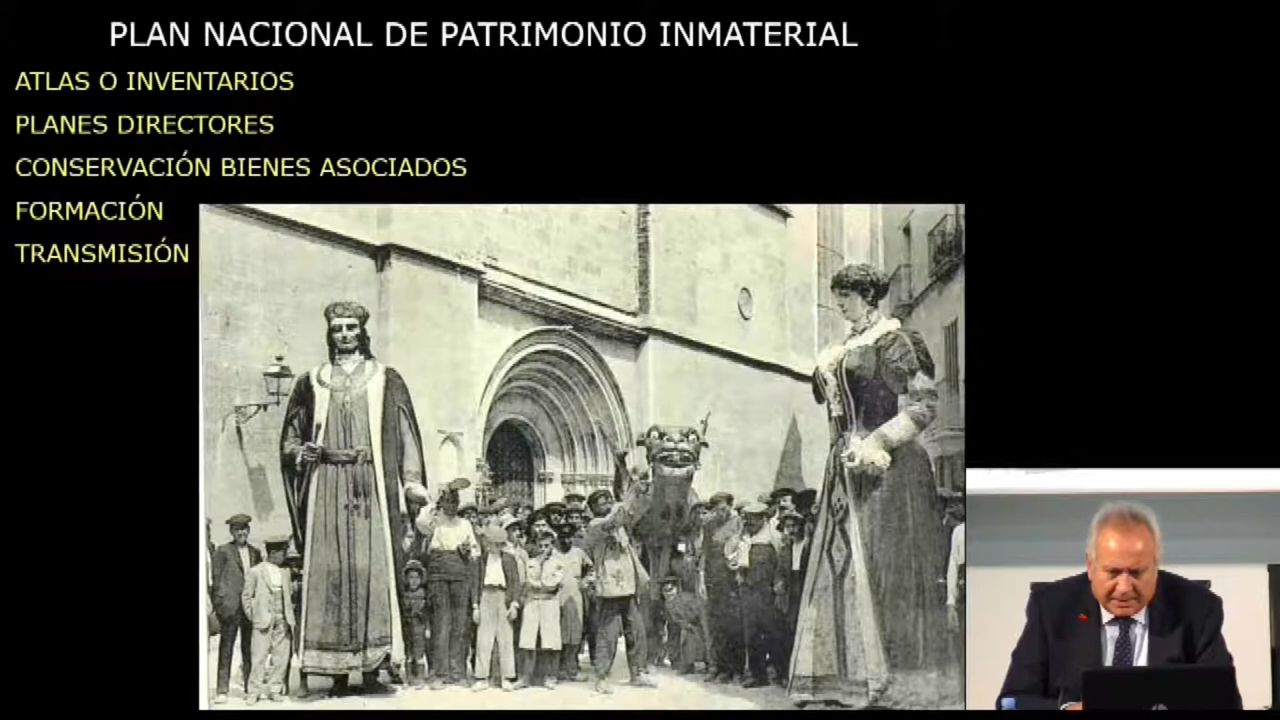 PLAN NACIONAL DE PATRIMONIO INMATERIAL
ATLAS O INVENTARIOS
PLANES DIRECTORES
CONSERVACIÓN BIENES ASOCIADOS
FORMACIÓN
TRANSMISIÓN